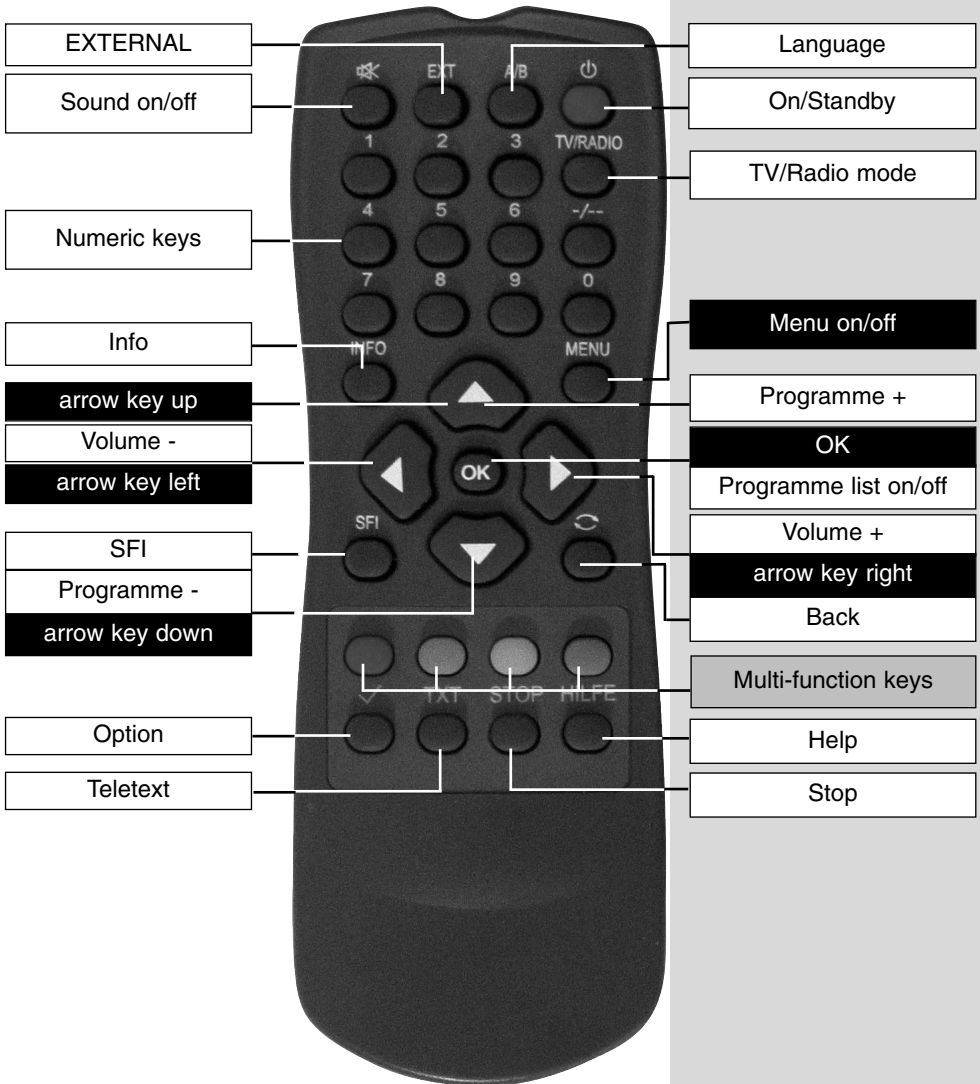 EXTERNAL
Sound on/off
Numeric keys
Info
arrow key up
Volume -
arrow key left
SFI
Programme -
arrow key down
Option
Teletext
EXT A/B
1 2 3 TV/RADIO
4 5 6 -/--
7 8 9 0
INFO MENU
OK
SFI
TXT STOP HILFE
Language
On/Standby
TV/Radio mode
Menu on/off
Programme +
OK
Programme list on/off
Volume +
arrow key right
Back
Multi-function keys
Help
Stop